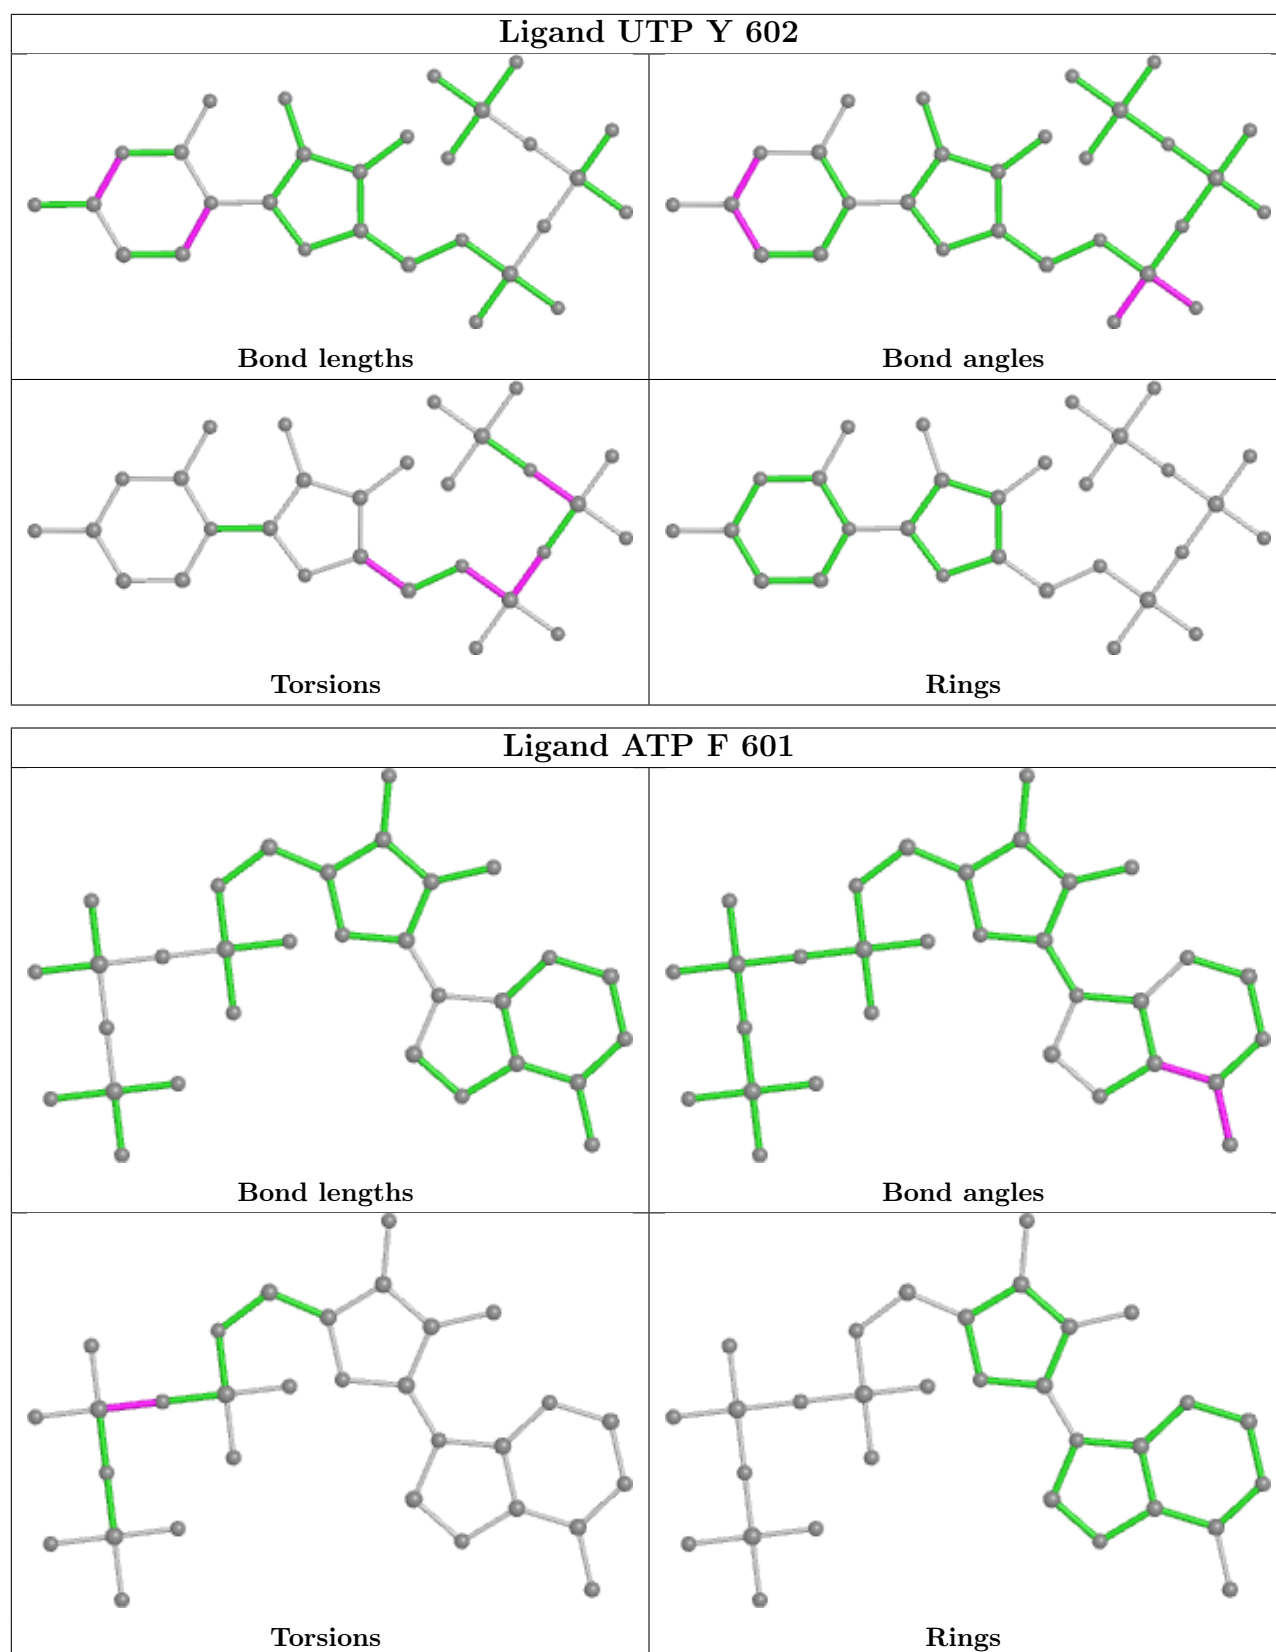 Ligand UTP Y 602
Bond lengths
Bond angles
Torsions
Rings
Ligand ATP F 601
Bond lengths
Bond angles
Torsions
Rings